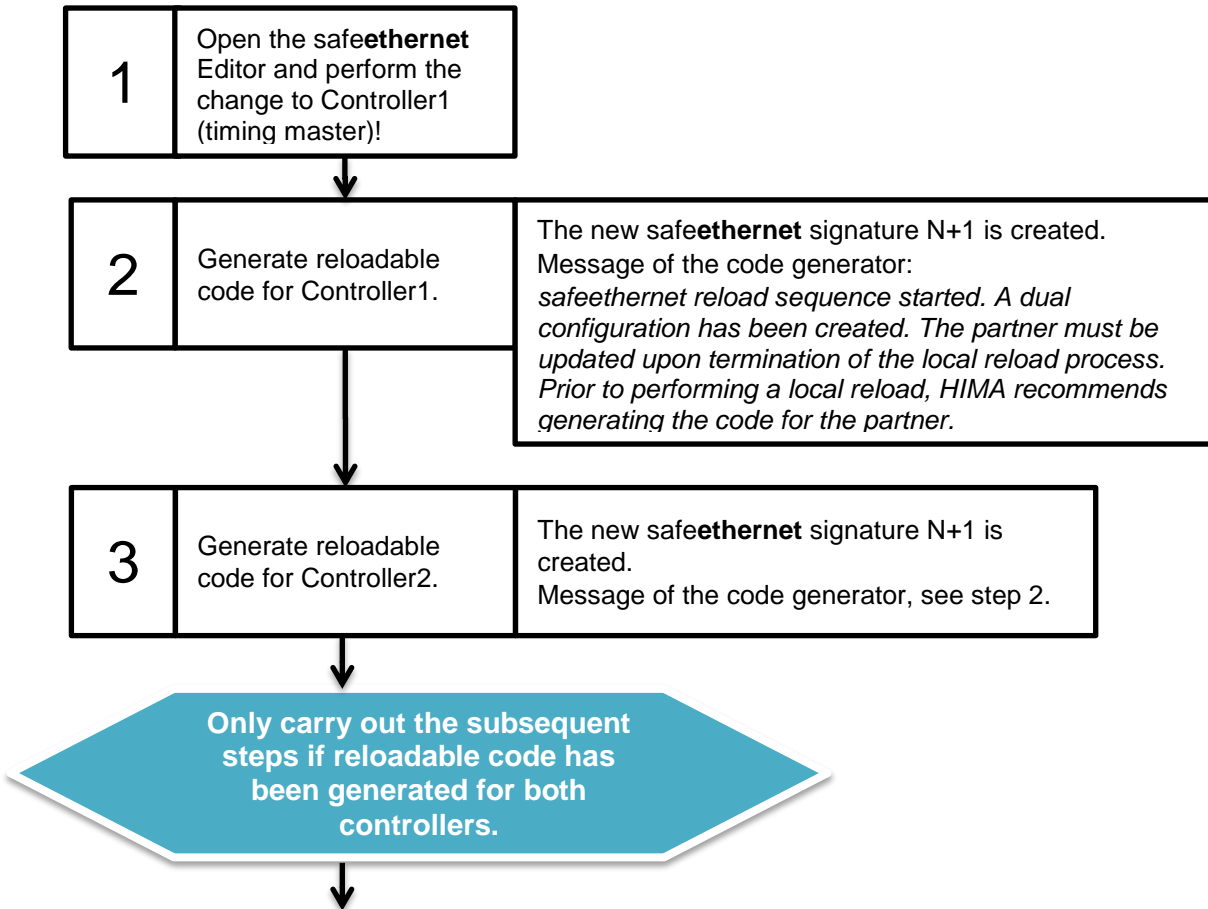 1
Open the safeethernet
Editor and perform the
change to Controller1
(timing master)!
2
Generate reloadable
code for Controller1.
The new safeethernet signature N+1 is created.
Message of the code generator:
safeethernet reload sequence started. A dual
configuration has been created. The partner must be
updated upon termination of the local reload process.
Prior to performing a local reload, HIMA recommends
generating the code for the partner.
3
Generate reloadable
code for Controller2.
The new safeethernet signature N+1 is
created.
Message of the code generator, see step 2.
Only carry out the subsequent
steps if reloadable code has
been generated for both
controllers.